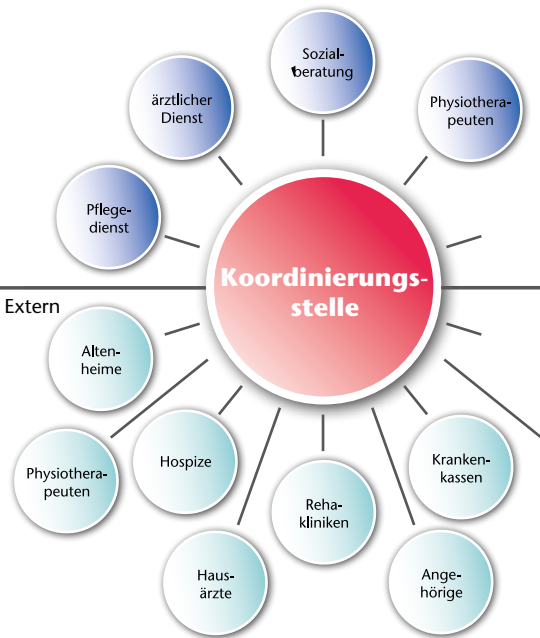 Sozial-
beratung
ärztlicher
Dienst
Physiothera-
peuten
Pflege-
dienst
Koordinierungs-
stelle
Extern
Alten-
heime
Physiothera-
peuten
Hospize
Kranken-
kassen
Reha-
kliniken
Haus-
ärzte
Ange-
hörige